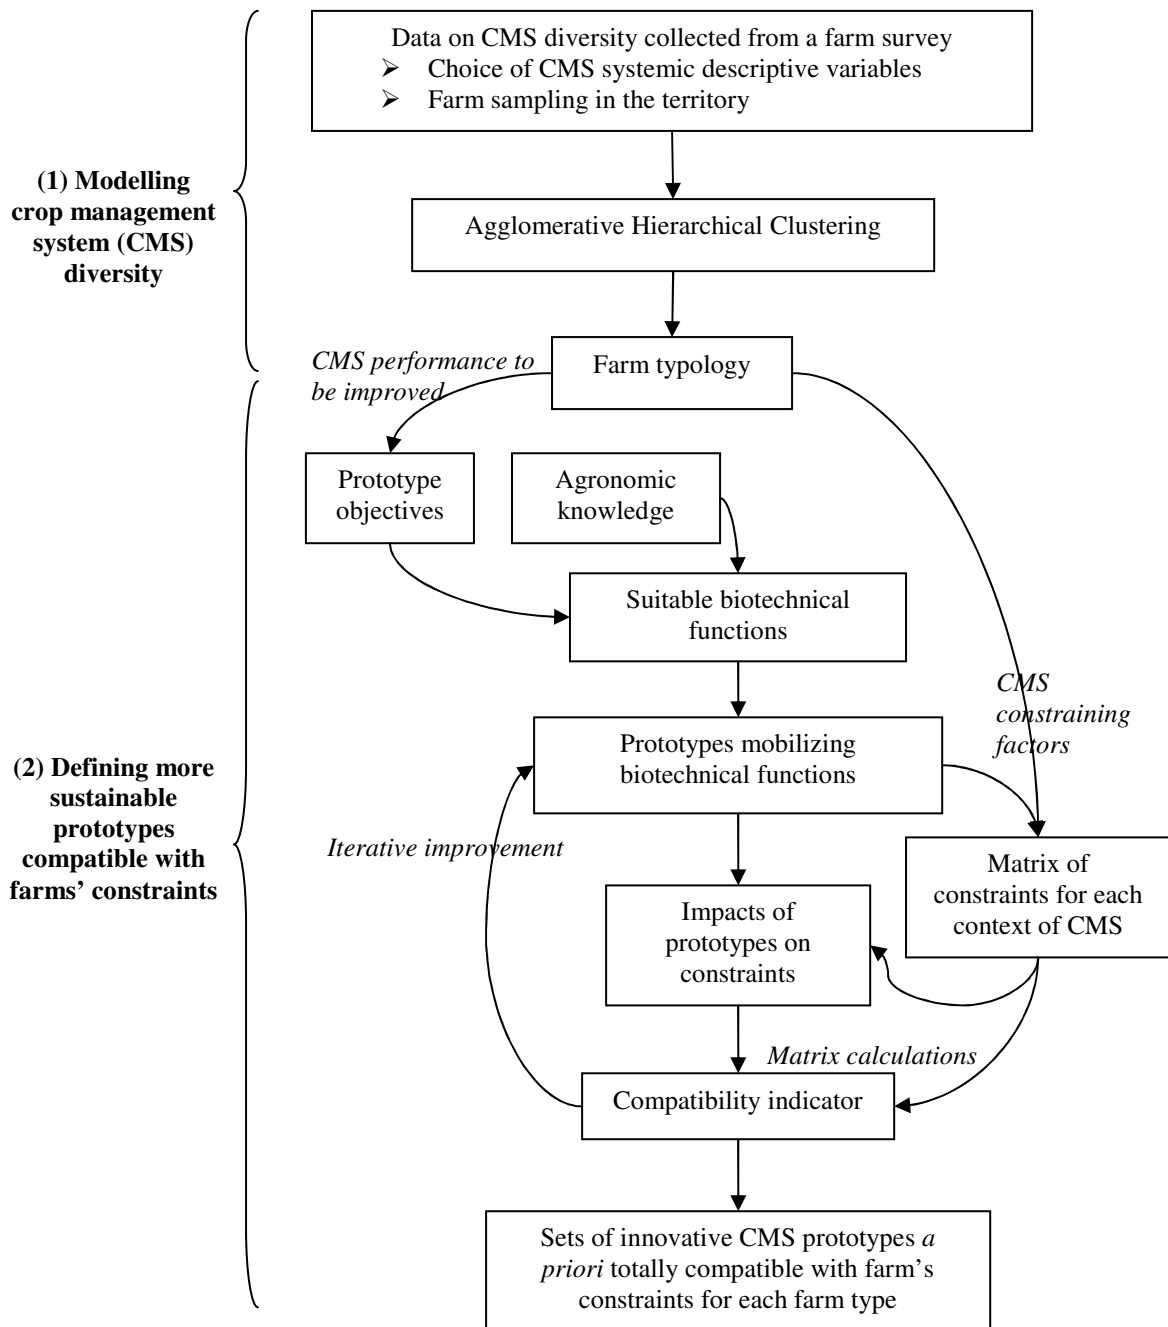 Data on CMS diversity collected from a farm survey
➢ Choice of CMS systemic descriptive variables
➢ Farm sampling in the territory
(1) Modelling
crop management
system (CMS)
diversity
Agglomerative Hierarchical Clustering
Farm typology
CMS performance to
be improved
Prototype
objectives
Agronomic
knowledge
Suitable biotechnical
functions
CMS
constraining
factors
Prototypes mobilizing
biotechnical functions
(2) Defining more
sustainable
prototypes
compatible with
farms’ constraints
Iterative improvement
Matrix of
constraints for each
context of CMS
Impacts of
prototypes on
constraints
Matrix calculations
Compatibility indicator
Sets of innovative CMS prototypes a
priori totally compatible with farm’s
constraints for each farm type